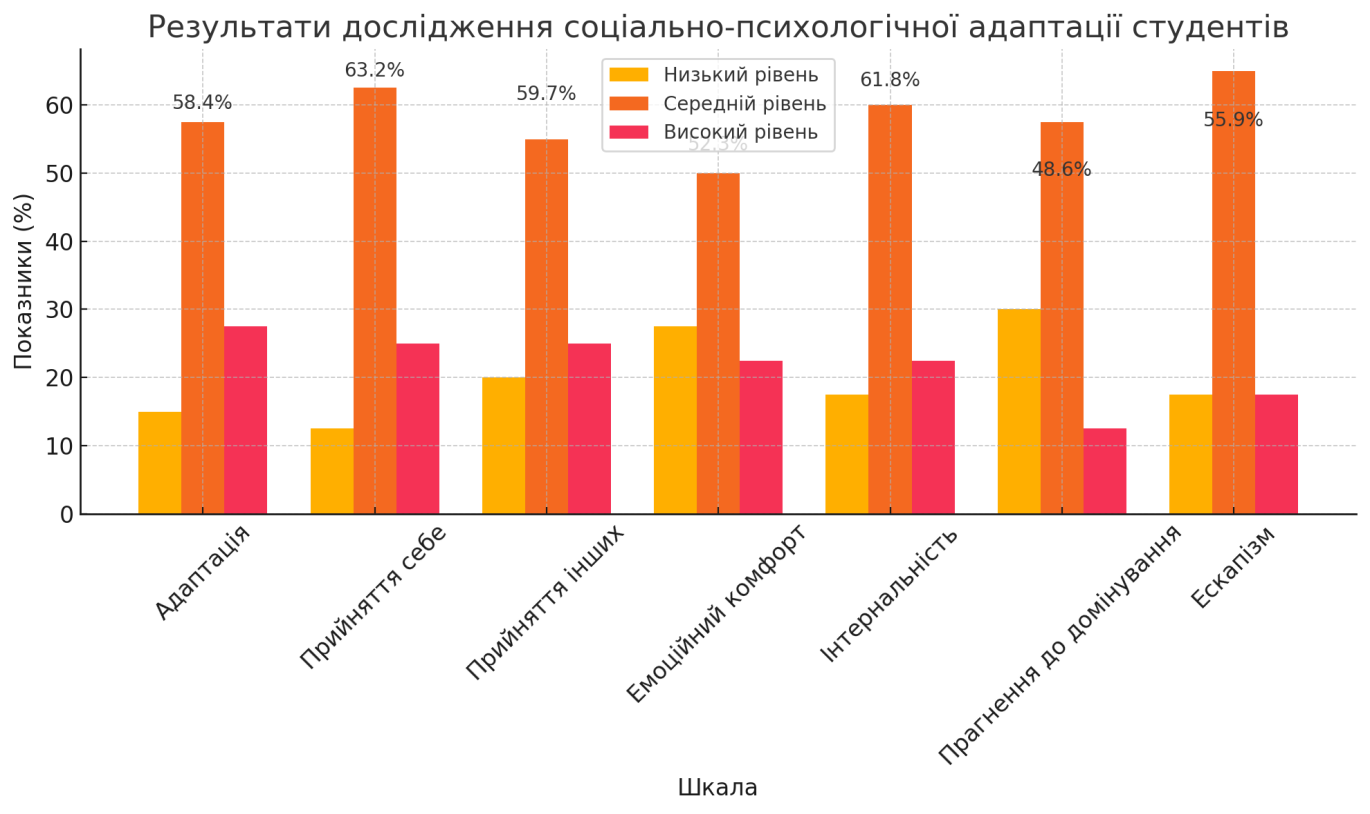 Результати дослідження соціально-психологічної адаптації студентів
Показники (%)
60
50
40
30
20
10
0
58.4%
63.2%
59.7%
52.3%
61.8%
48.6%
55.9%
Низький рівень
Середній рівень
Високий рівень
Адаптація
Прийняття себе
Прийняття інших
Емоційний комфорт
Інтернальність
Прагнення до домінування
Ескапізм
Шкала